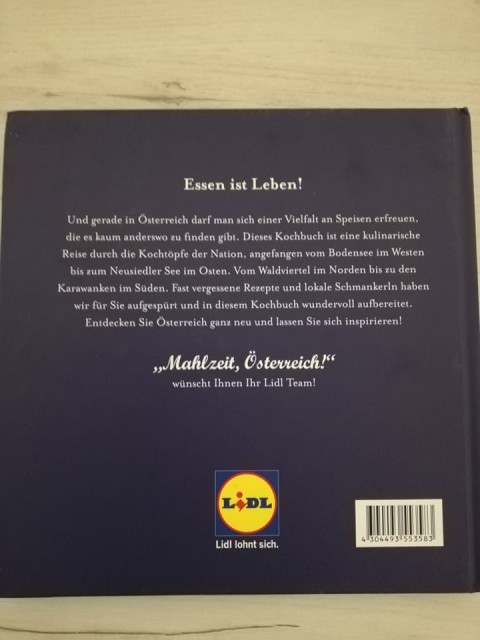 Essen ist Leben!
Und gerade in Österreich darf man sich einer Vielfalt an Speisen erfreuen,
die es kaum anderswo zu finden gibt. Dieses Kochbuch ist eine kulinarische
Reise durch die Kochtöpfe der Nation, angefangen vom Bodensee im Westen
bis zum Neusiedler See im Osten. Vom Waldviertel im Norden bis zu den
Karawanken im Süden. Fast vergessene Rezepte und lokale Schmankerln haben
wir für Sie aufgespürt und in diesem Kochbuch wundervoll aufbereitet.
Entdecken Sie Österreich ganz neu und lassen Sie sich inspirieren!
„Mahlzeit, Österreich!“
wünscht Ihnen Ihr Lidl Team!
LIDL
Lidl lohnt sich.
4 304493 553583